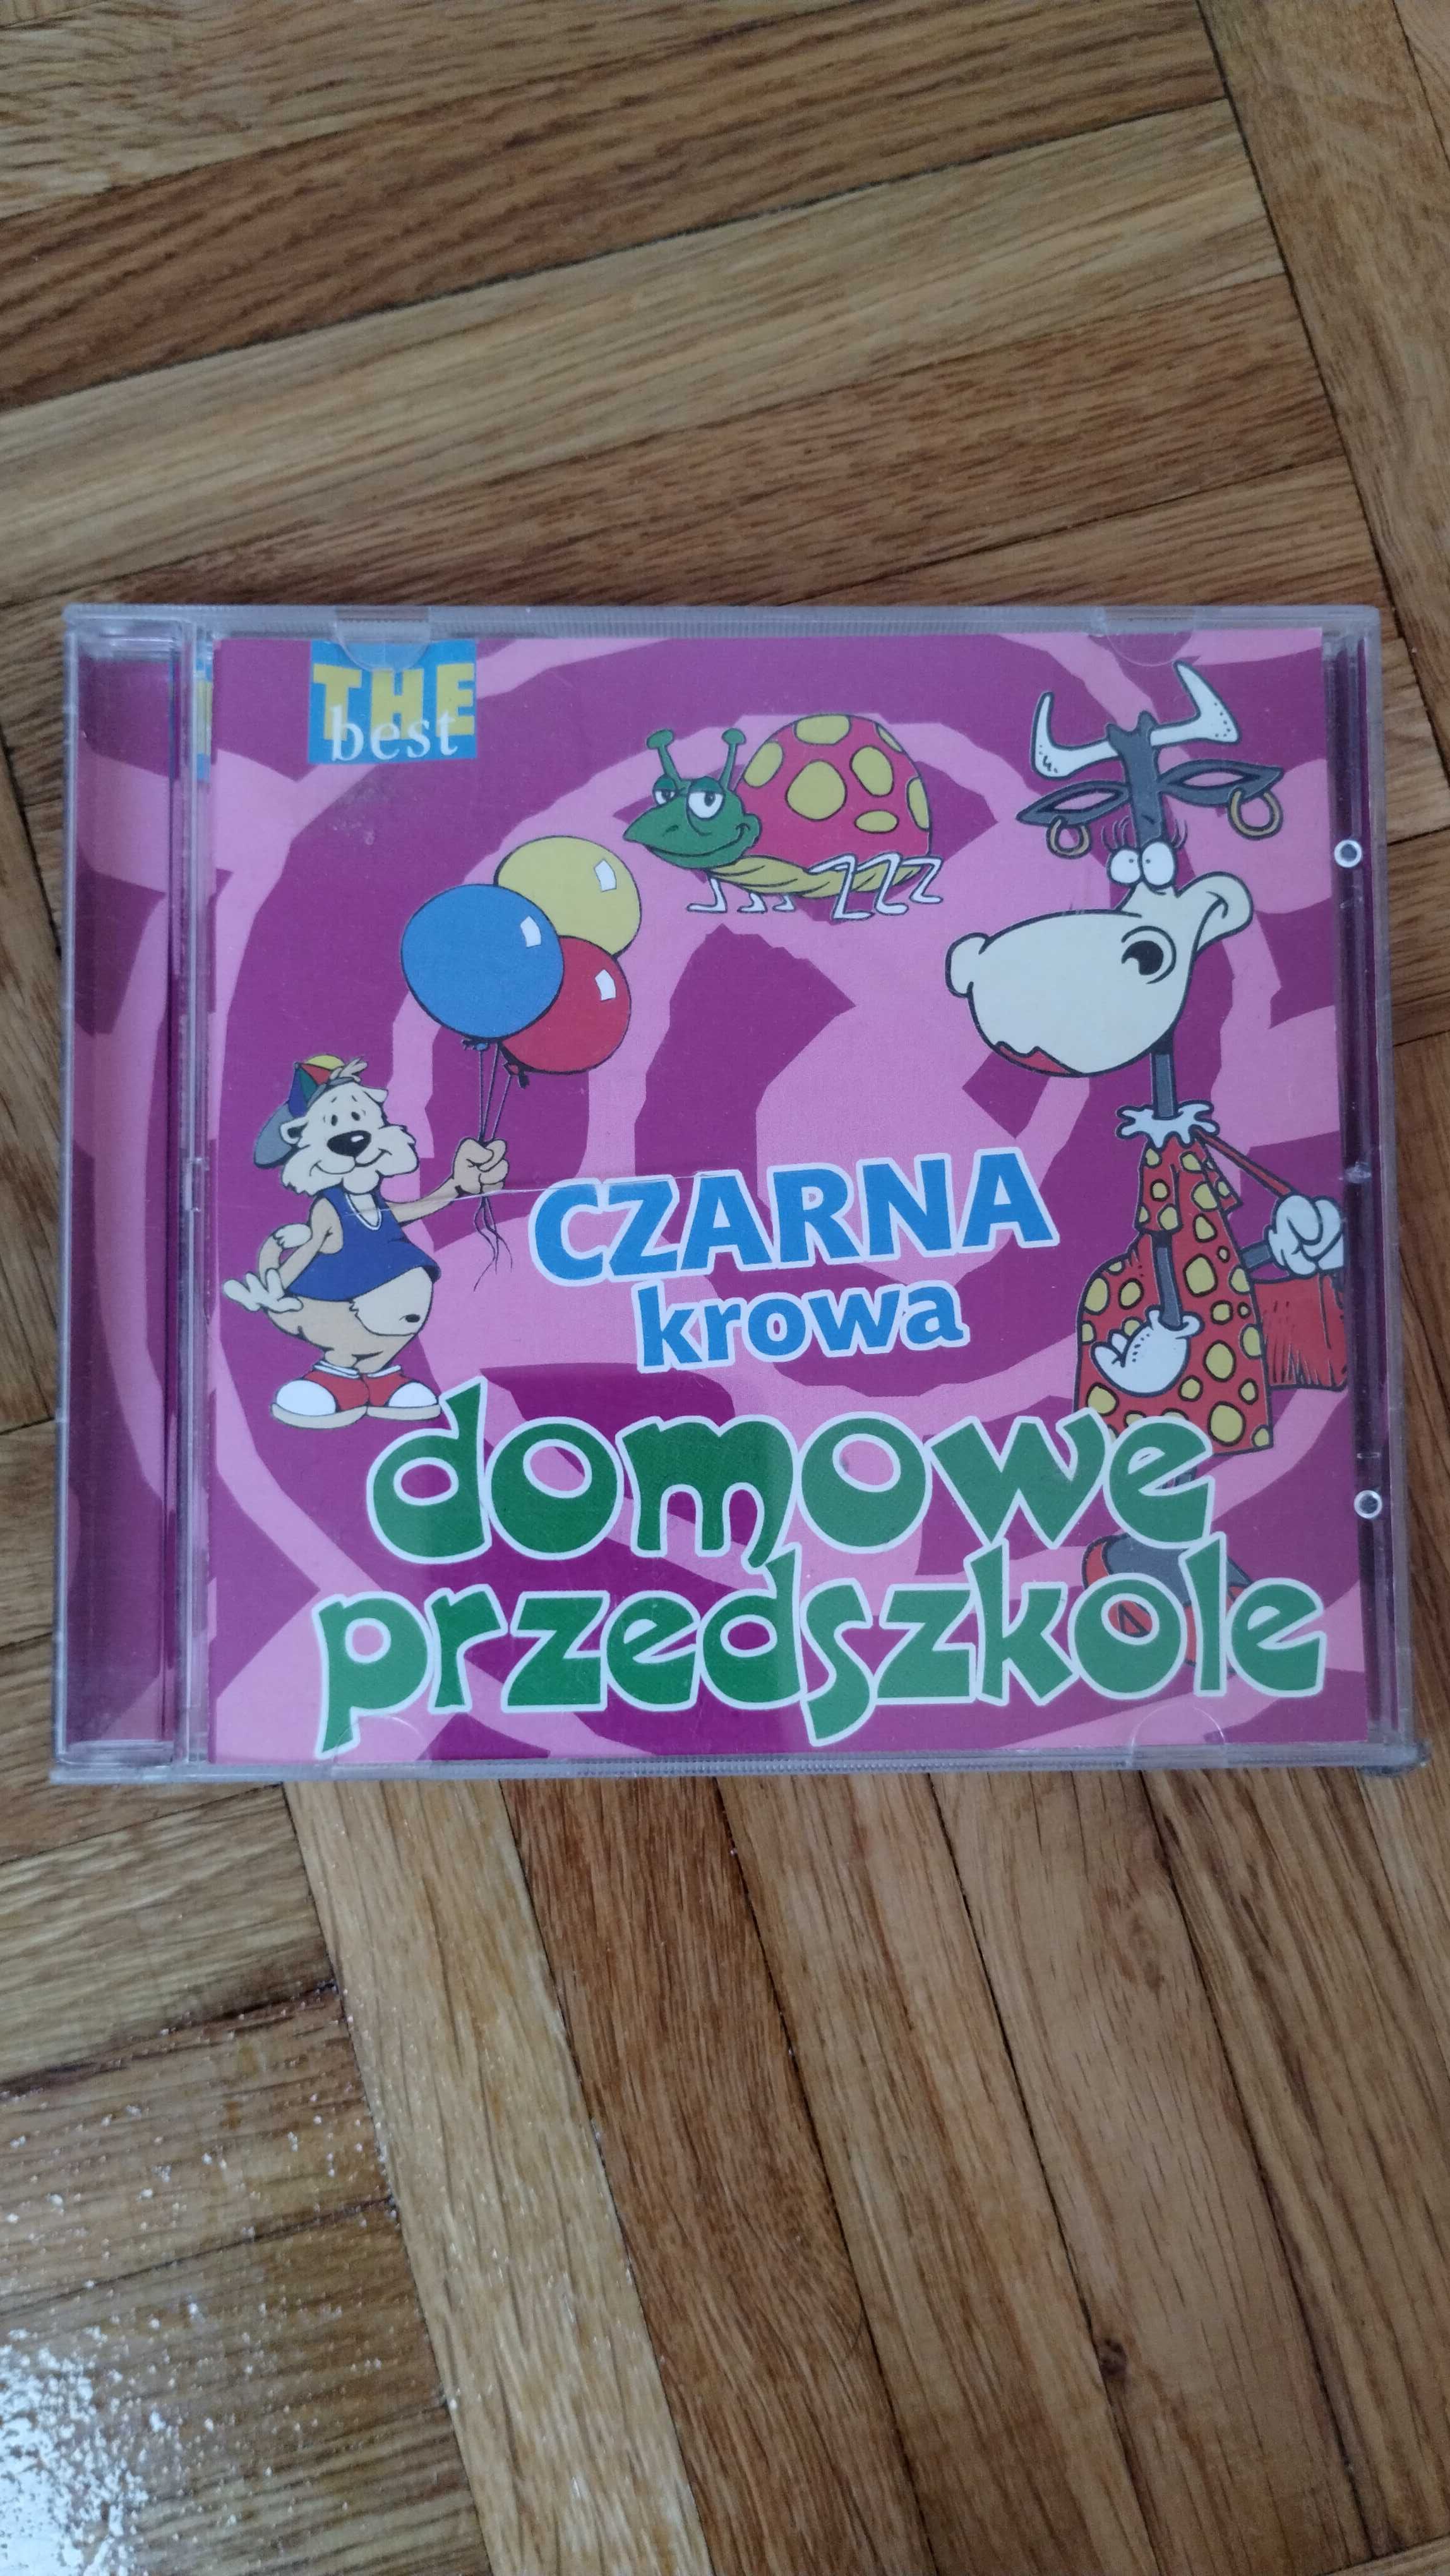 THE
best
CZARNA
krowa
domowe
przedszkole